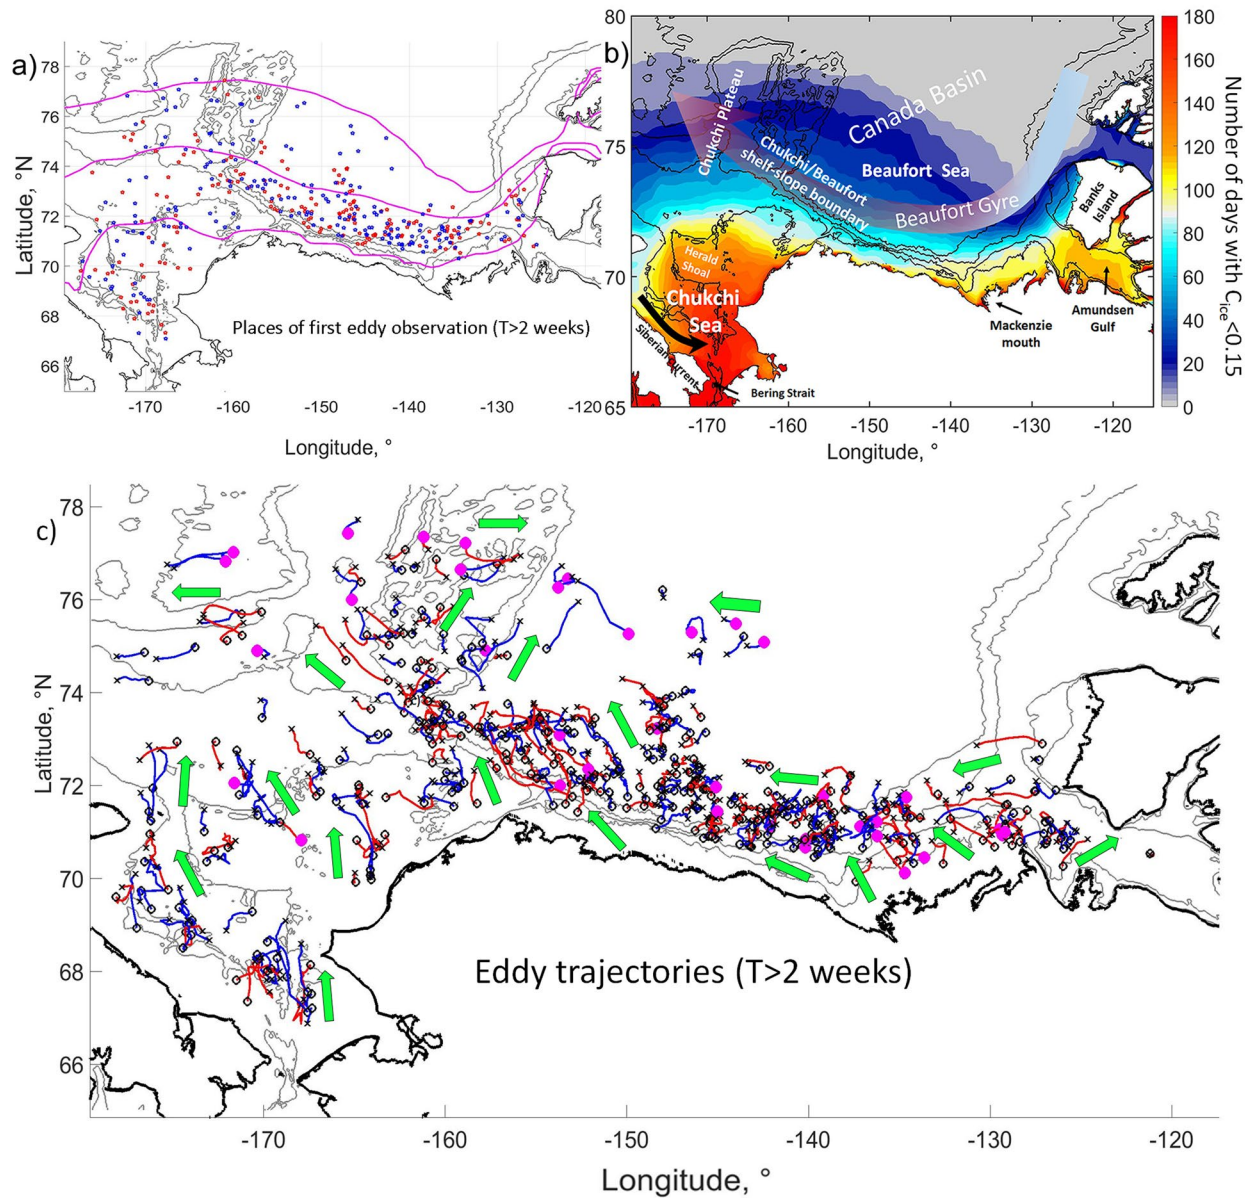 a)
78
76
74
72
70
68
66
Latitude, °N
Places of first eddy observation (T>2 weeks)
-170
-160
-150
-140
-130
-120
Longitude, °
b)
80
75
70
65
Chukchi Plateau
Canada Basin
Chukchi/Beaufort
shelf-slope boundary
Beaufort Sea
Beaufort Gyre
Banks
Island
Herald
Shoal
Chukchi
Sea
Siberian current
Bering Strait
Mackenzie
mouth
Amundsen
Gulf
-170
-160
-150
-140
-130
-120
Longitude, °
180
160
140
120
100
80
60
40
20
0
Number of days with Cice<0.15
c)
78
76
74
72
70
68
66
Latitude, °N
Eddy trajectories (T>2 weeks)
-170
-160
-150
-140
-130
-120
Longitude, °